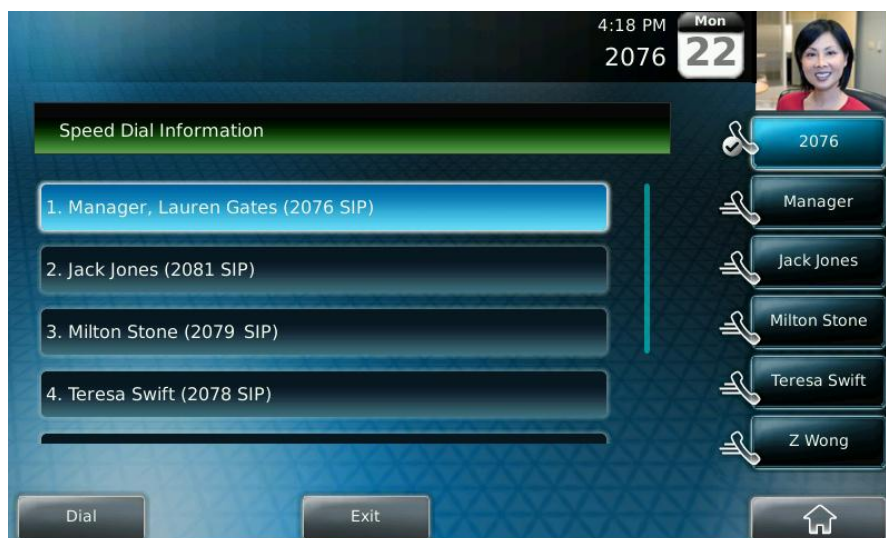 4:18 PM
2076
Mon
22
Speed Dial Information
1. Manager, Lauren Gates (2076 SIP)
2. Jack Jones (2081 SIP)
3. Milton Stone (2079 SIP)
4. Teresa Swift (2078 SIP)
2076
Manager
Jack Jones
Milton Stone
Teresa Swift
Z Wong
Dial
Exit